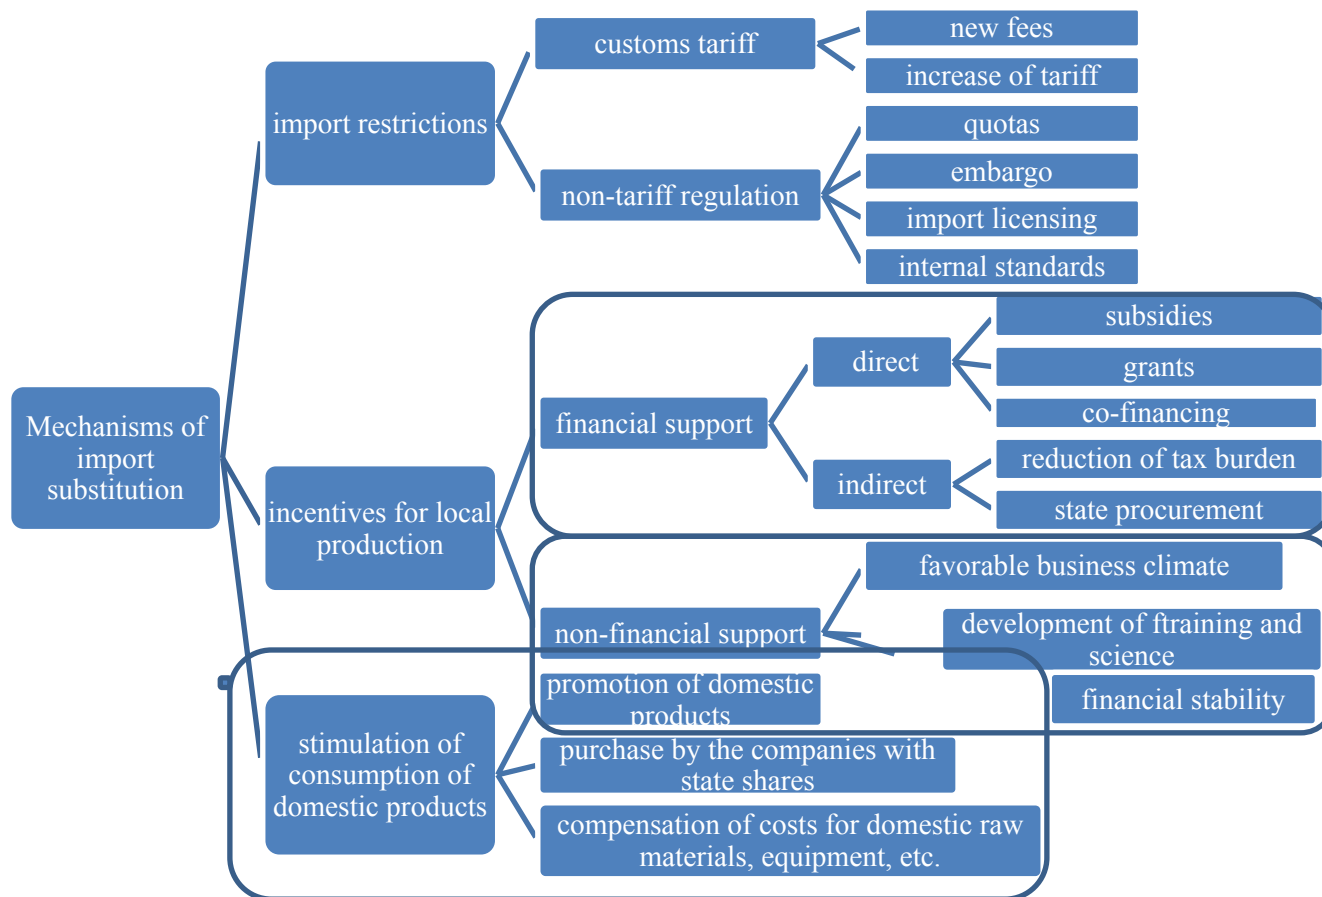 customs tariff
new fees
increase of tariff
import restrictions
quotas
non-tariff regulation
embargo
import licensing
internal standards
subsidies
direct
grants
financial support
co-financing
Mechanisms of
import
substitution
reduction of tax burden
indirect
state procurement
incentives for local
production
favorable business climate
non-financial support
development of ftraining and
science
promotion of domestic
products
financial stability
stimulation of
consumption of
domestic products
purchase by the companies with
state shares
compensation of costs for domestic raw
materials, equipment, etc.